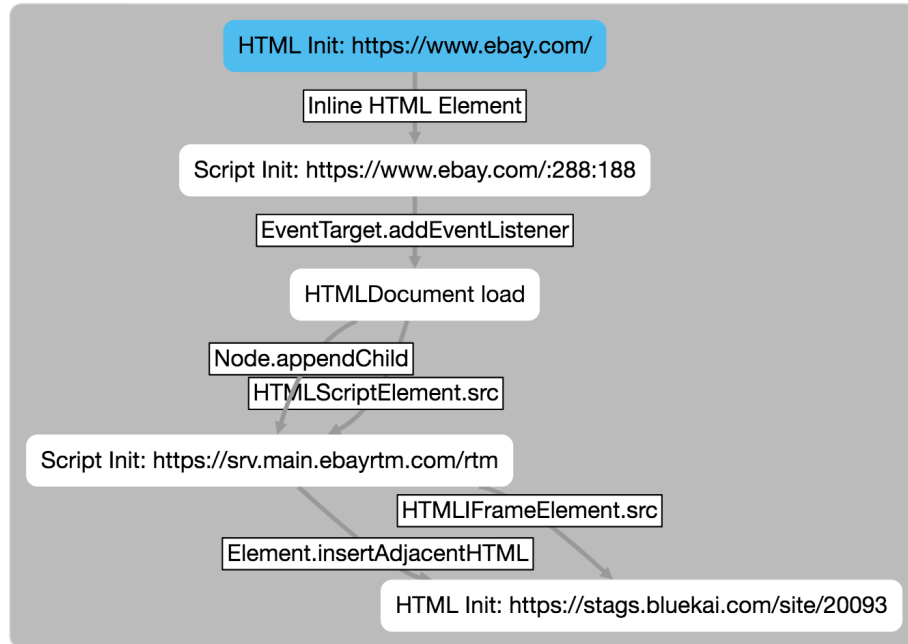 HTML Init: https://www.ebay.com/
Inline HTML Element
Script Init: https://www.ebay.com/:288:188
EventTarget.addEventListener
HTMLDocument load
Node.appendChild
HTMLScriptElement.src
Script Init: https://srv.main.ebayrtm.com/rtm
HTMLIFrameElement.src
Element.insertAdjacentHTML
HTML Init: https://stags.bluekai.com/site/20093